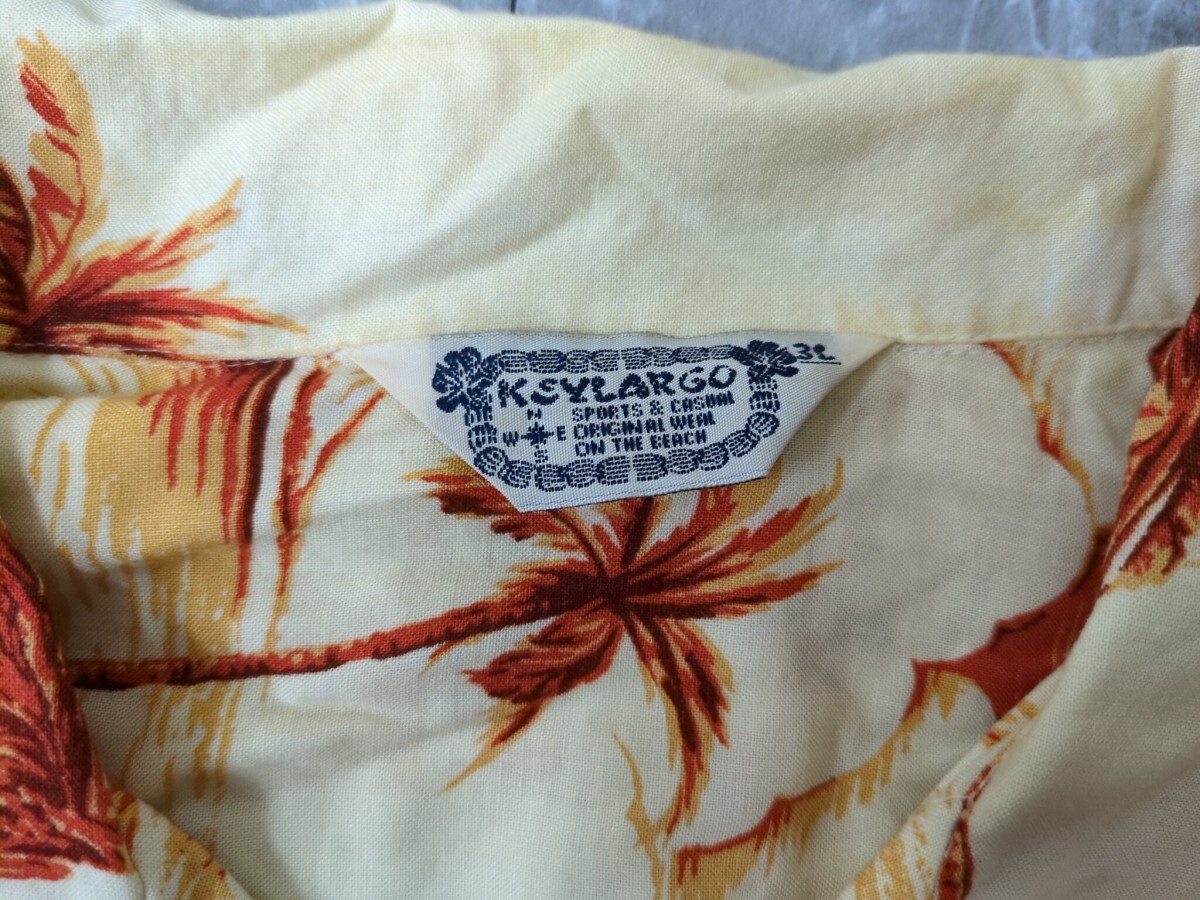 3L
KEYLARGO
SPORTS & CASUAL
ORIGINAL WEAR
ON THE BEACH
N
W E